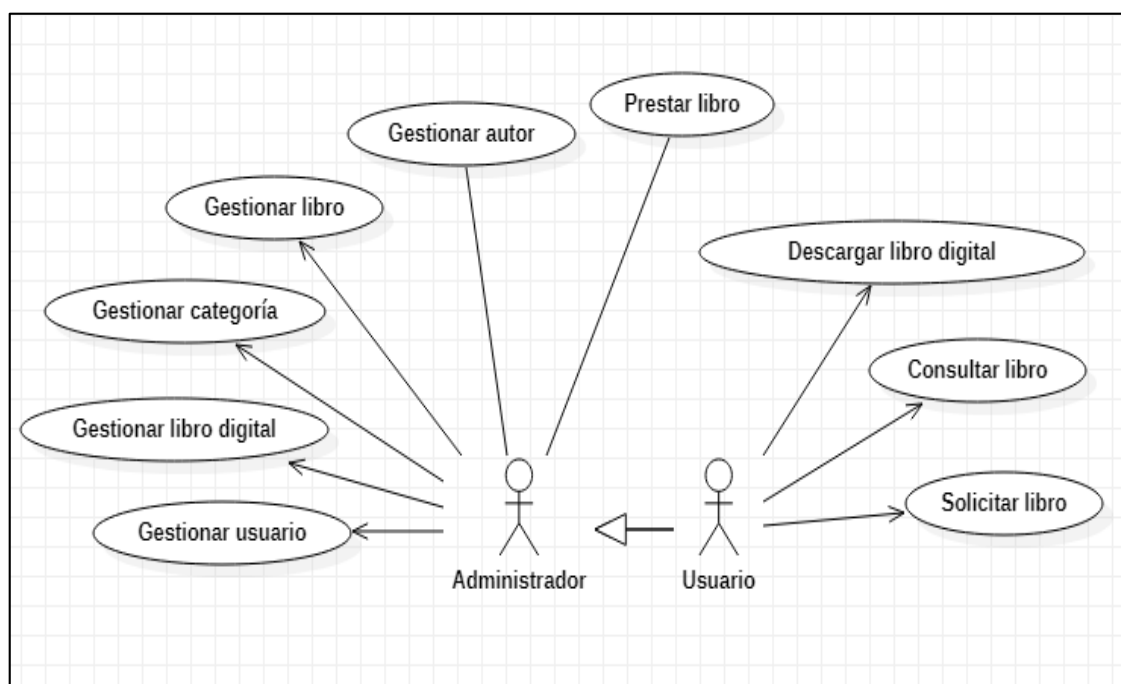 Prestar libro
Gestionar autor
Gestionar libro
Descargar libro digital
Gestionar categoría
Consultar libro
Gestionar libro digital
Solicitar libro
Gestionar usuario
Administrador
Usuario